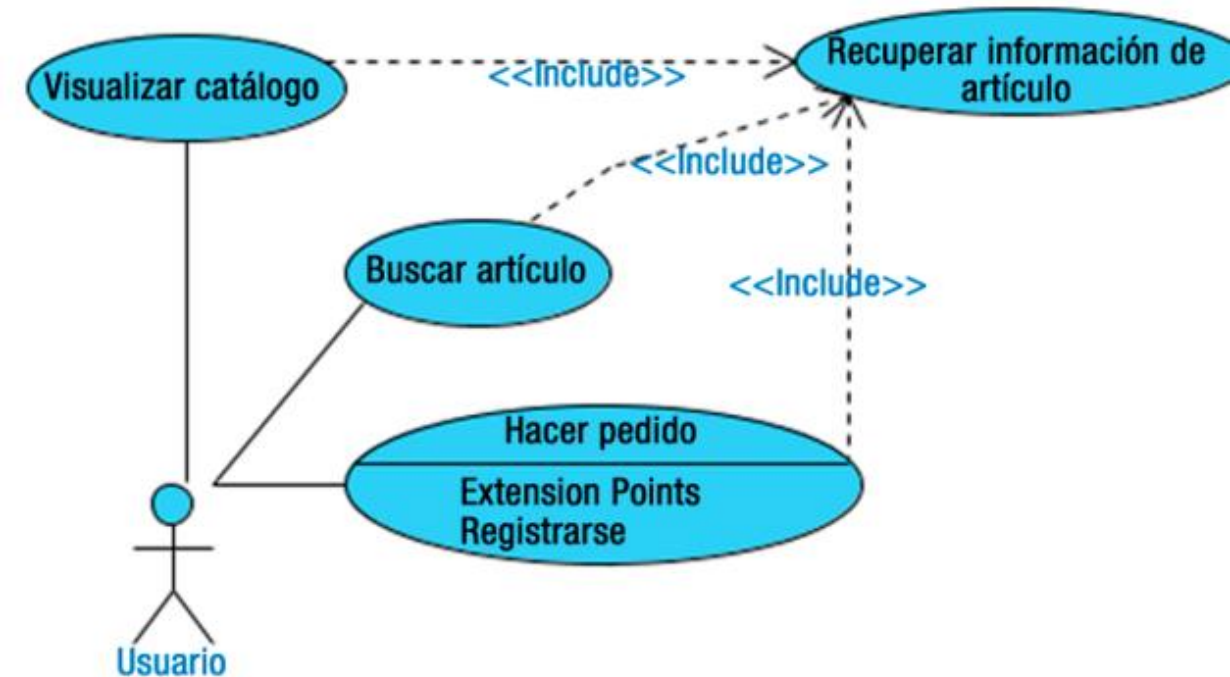 Visualizar catálogo
<<Include>>
Recuperar información de
artículo
<<Include>>
Buscar artículo
<<Include>>
Hacer pedido
Extension Points
Registrarse
Usuario